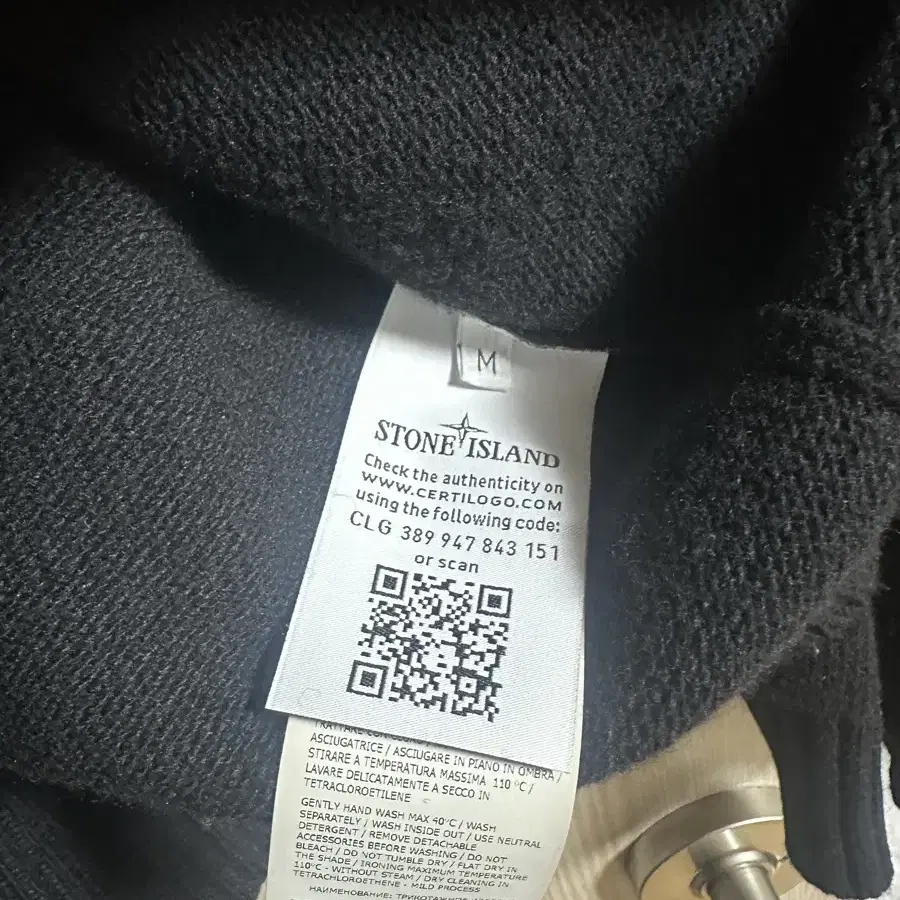 M
STONE ISLAND
Check the authenticity on
WWW.CERTILOGO.COM
using the following code:
CLG 389 947 843 151
or scan
ASCIUGATRICE / ASCIUGARE IN PIANO IN OMBRA /
STIRARE A TEMPERATURA MASSIMA 110 °C /
LAVARE DELICATAMENTE A SECCO IN
TETRACLOROETILENE
GENTLY HAND WASH MAX 40°C / WASH
SEPARATELY / WASH INSIDE OUT / USE NEUTRAL
DETERGENT / REMOVE DETACHABLE
ACCESSORIES BEFORE WASHING / DO NOT
BLEACH / DO NOT TUMBLE DRY / FLAT DRY IN
THE SHADE / IRONING MAXIMUM TEMPERATURE
110°C - WITHOUT STEAM / DRY CLEANING IN
TETRACHLOROETHENE - MILD PROCESS
НАИМЕНОВАНИЕ: ТРИКОТАЖНОЕ